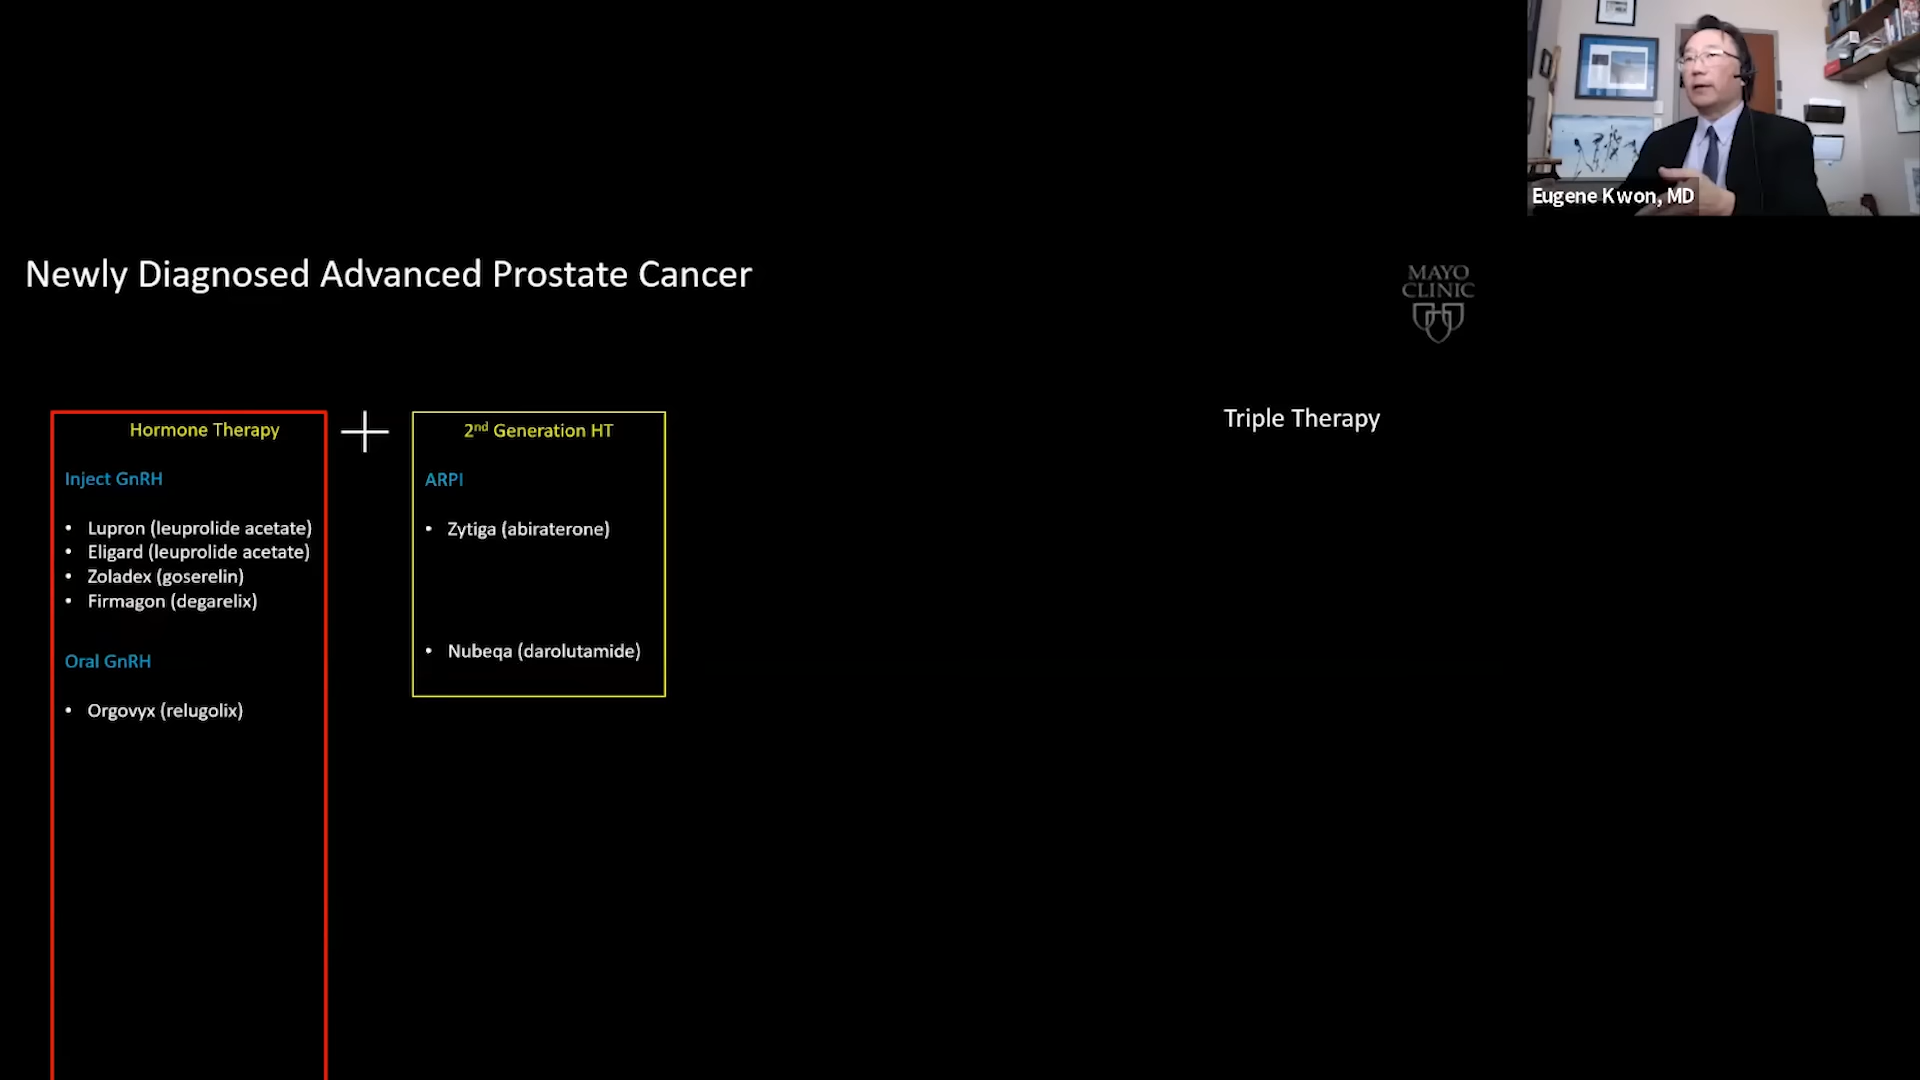 Eugene Kwon, MD
Newly Diagnosed Advanced Prostate Cancer
MAYO
CLINIC
Hormone Therapy
Inject GnRH
• Lupron (leuprolide acetate)
• Eligard (leuprolide acetate)
• Zoladex (goserelin)
• Firmagon (degarelix)
Oral GnRH
• Orgovyx (relugolix)
+
2nd Generation HT
ARPI
• Zytiga (abiraterone)
• Nubeqa (darolutamide)
Triple Therapy